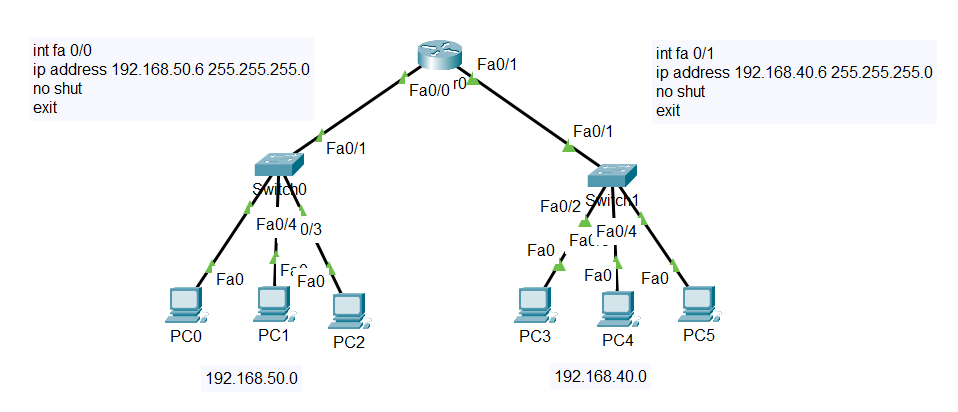 int fa 0/0
ip address 192.168.50.6 255.255.255.0
no shut
exit
int fa 0/1
ip address 192.168.40.6 255.255.255.0
no shut
exit
Fa0/1
Fa0/0
r0
Fa0/1
Fa0/1
Switch0
Switch1
Fa0/4
0/3
Fa0/2
Fa0/4
Fa0
Fa0
Fa0
Fa0
Fa0
PC0
PC1
PC2
PC3
PC4
PC5
192.168.50.0
192.168.40.0